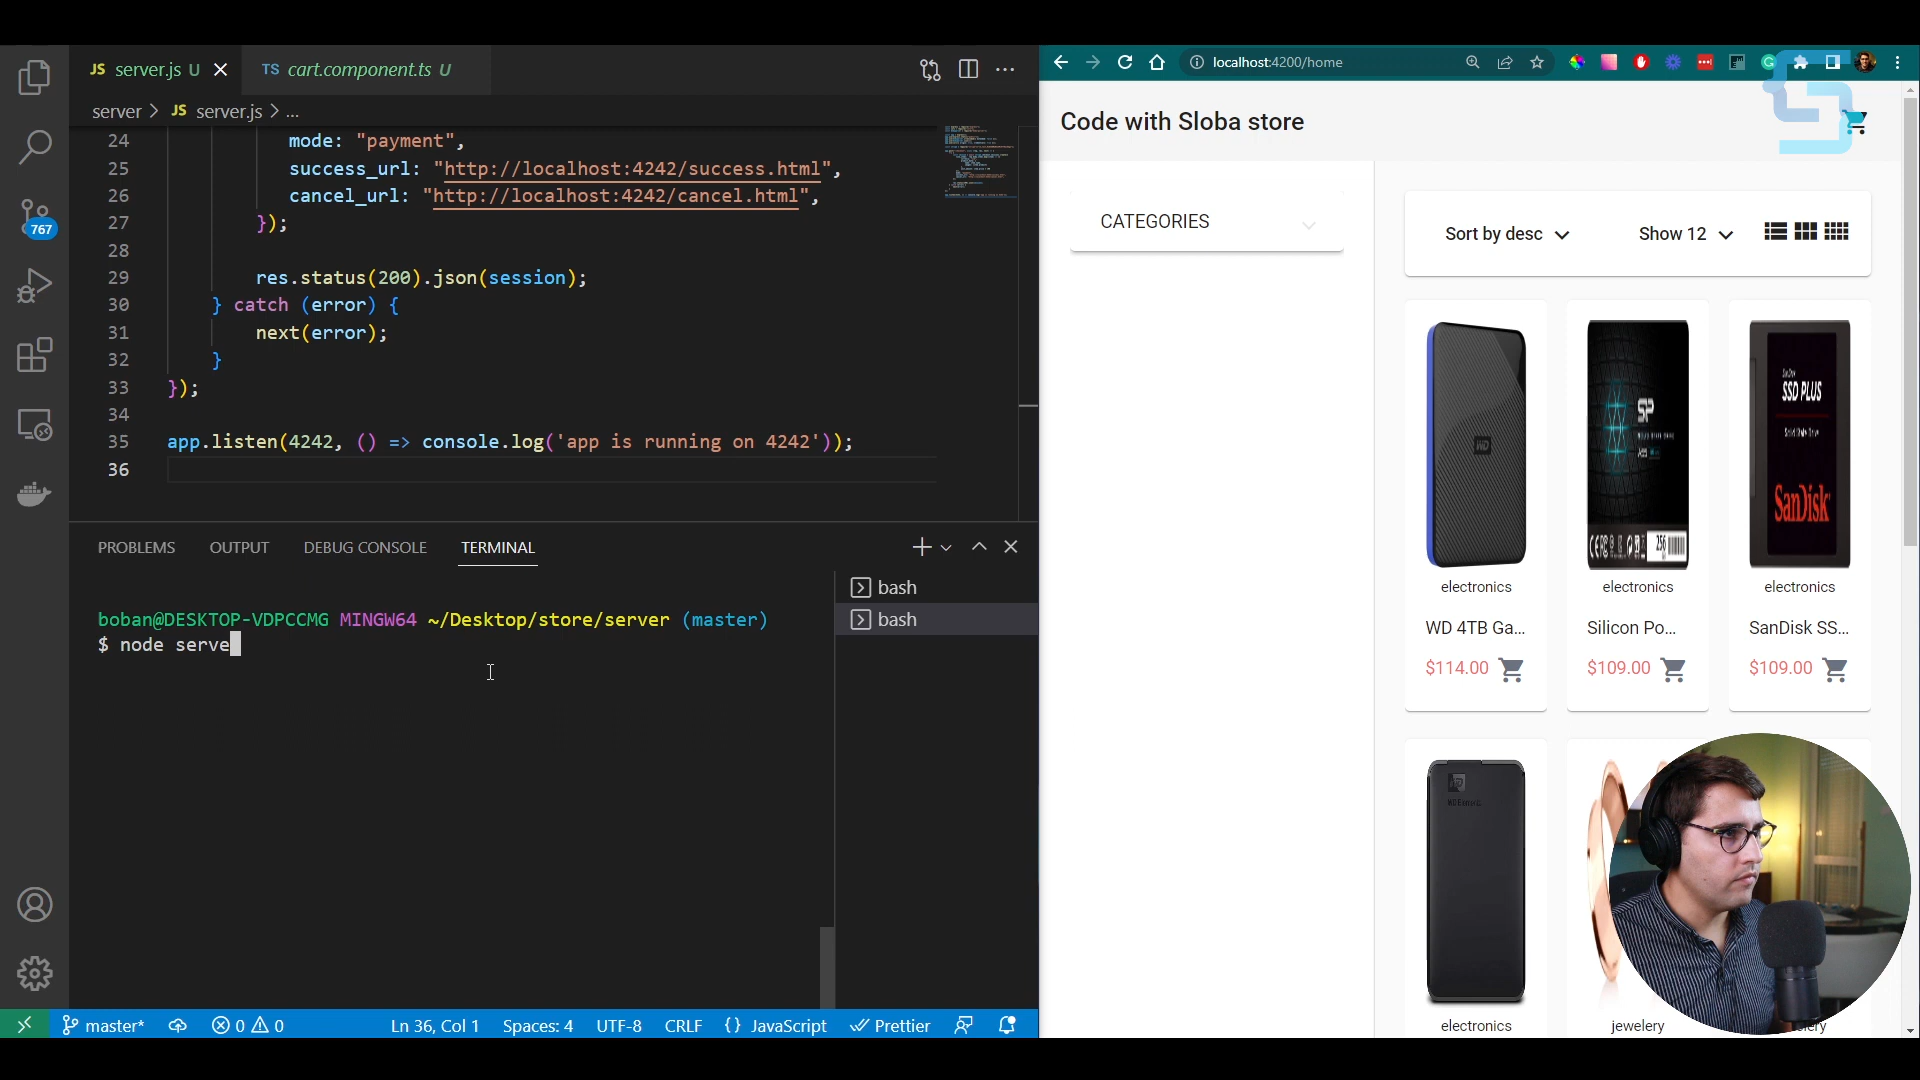 JS server.js U
TS cart.component.ts U
server > JS server.js > ...
24 mode: "payment",
25 success_url: "http://localhost:4242/success.html",
26 cancel_url: "http://localhost:4242/cancel.html",
27 });
28
29 res.status(200).json(session);
30 } catch (error) {
31 next(error);
32 }
33 });
34
35 app.listen(4242, () => console.log('app is running on 4242'));
36
767
PROBLEMS OUTPUT DEBUG CONSOLE TERMINAL
bash
bash
boban@DESKTOP-VDPCCMG MINGW64 ~/Desktop/store/server (master)
$ node serve
master* 0 0 Ln 36, Col 1 Spaces: 4 UTF-8 CRLF {} JavaScript Prettier
localhost:4200/home
Code with Sloba store
CATEGORIES
Sort by desc Show 12
WD
SP
256
SanDisk
SSD PLUS
Solid State Drive
SanDisk
electronics electronics electronics
WD 4TB Ga... Silicon Po... SanDisk SS...
$114.00 $109.00 $109.00
electronics jewelery